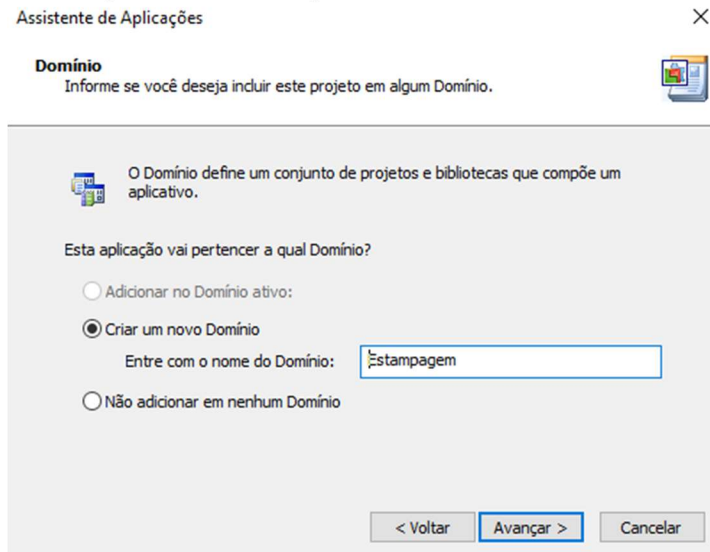 Assistente de Aplicações
Domínio
Informe se você deseja incluir este projeto em algum Domínio.
O Domínio define um conjunto de projetos e bibliotecas que compõe um
aplicativo.
Esta aplicação vai pertencer a qual Domínio?
Adicionar no Domínio ativo:
Criar um novo Domínio
Entre com o nome do Domínio: Estampagem
Não adicionar em nenhum Domínio
< Voltar Avançar > Cancelar